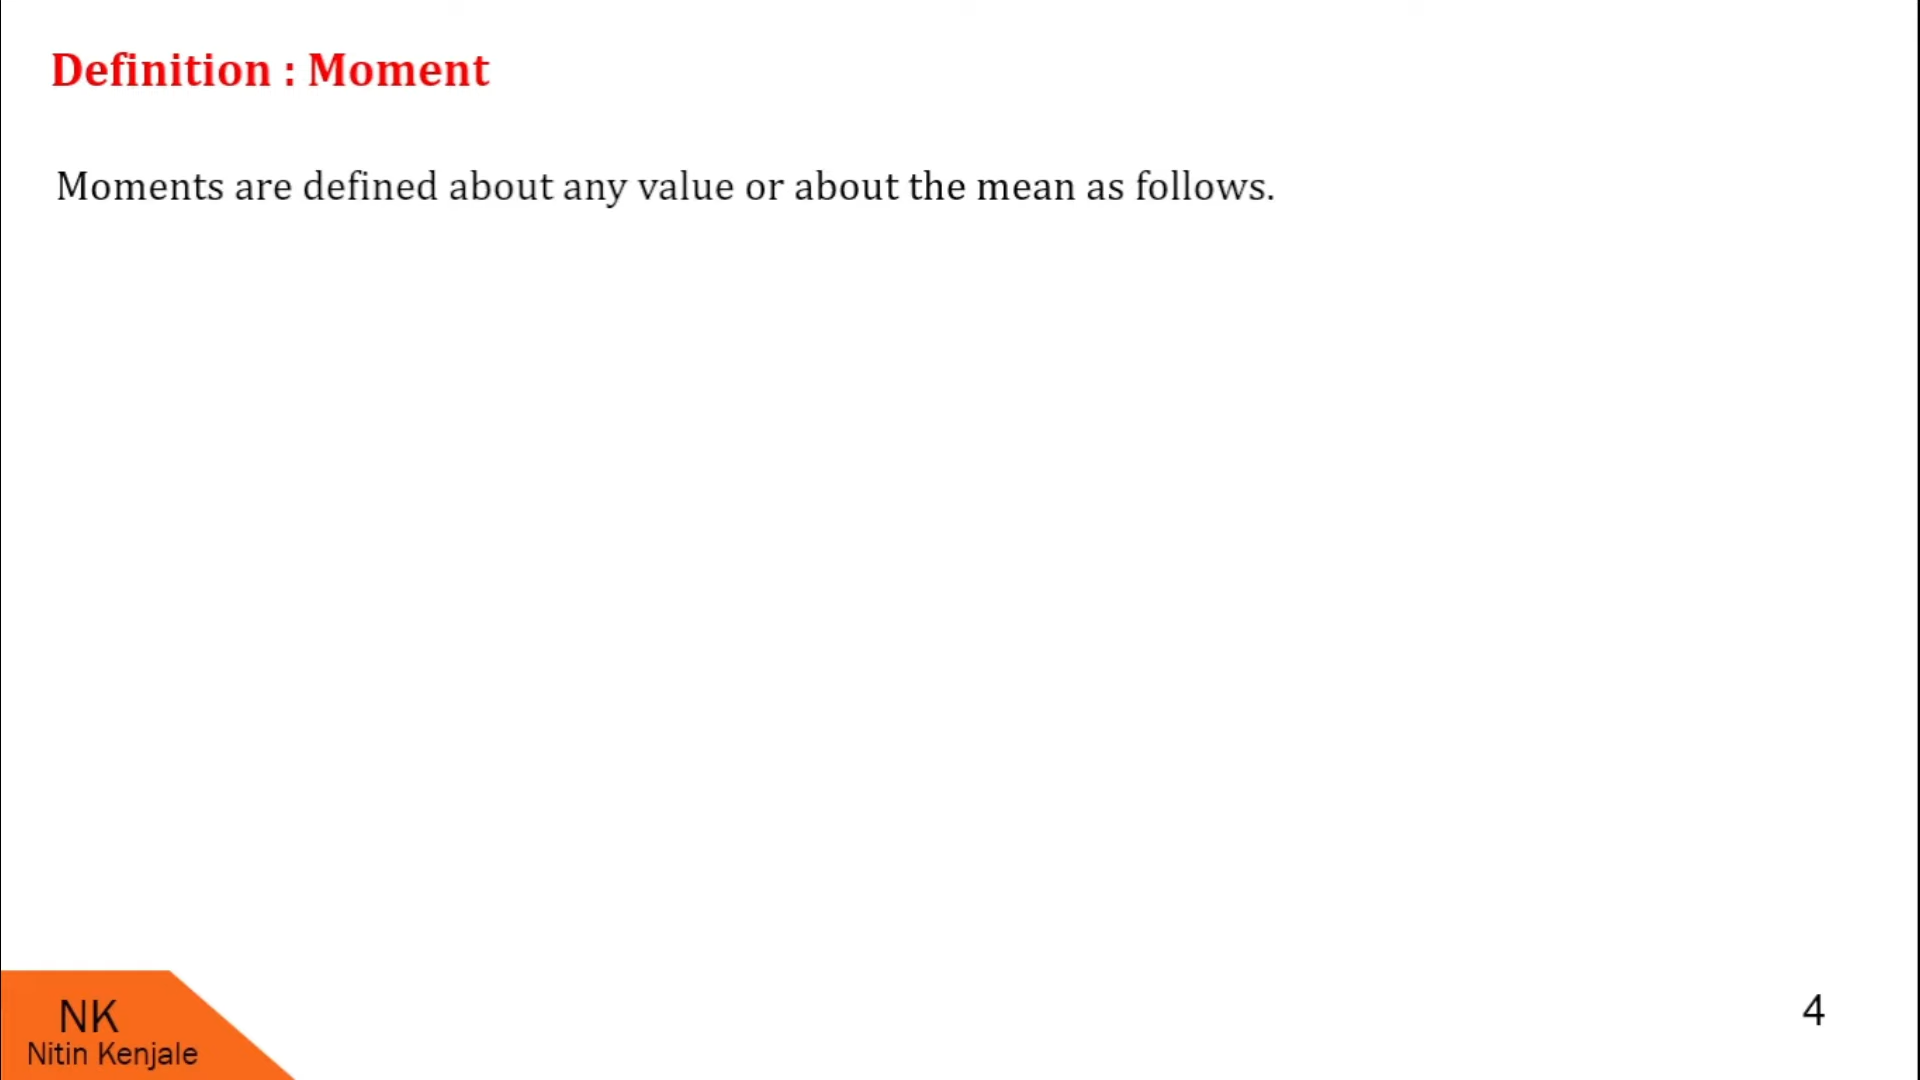 Definition : Moment
Moments are defined about any value or about the mean as follows.
NK
Nitin Kenjale
4